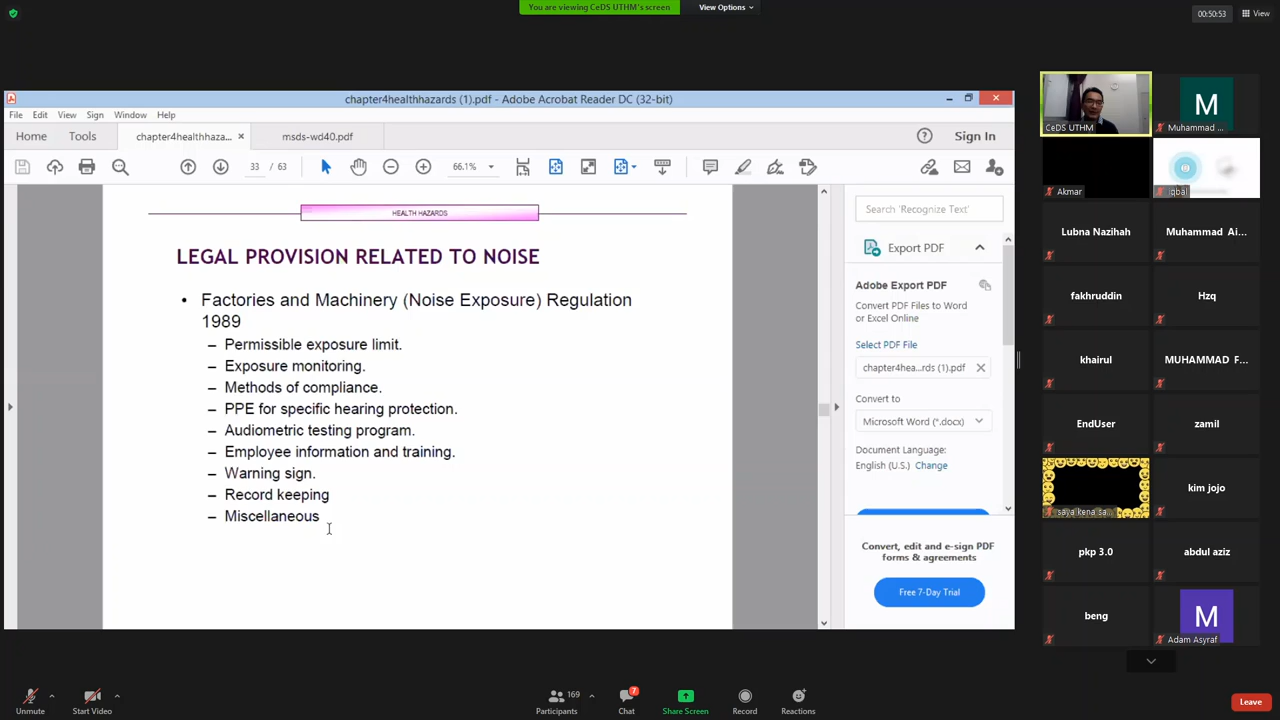 You are viewing CeDS UTHM's screen
View Options
00:50:53
View
chapter4healthhazards (1).pdf - Adobe Acrobat Reader DC (32-bit)
File Edit View Sign Window Help
Home Tools chapter4healthhaza... × msds-wd40.pdf Sign In
33 / 63 66.1%
HEALTH HAZARDS
LEGAL PROVISION RELATED TO NOISE
• Factories and Machinery (Noise Exposure) Regulation
1989
– Permissible exposure limit.
– Exposure monitoring.
– Methods of compliance.
– PPE for specific hearing protection.
– Audiometric testing program.
– Employee information and training.
– Warning sign.
– Record keeping
– Miscellaneous
Search 'Recognize Text'
Export PDF
Adobe Export PDF
Convert PDF Files to Word
or Excel Online
Select PDF File
chapter4hea...rds (1).pdf
Convert to
Microsoft Word (*.docx)
Document Language:
English (U.S.) Change
Convert, edit and e-sign PDF
forms & agreements
Free 7-Day Trial
CeDS UTHM
M
Muhammad ...
Akmar
iqbal
Lubna Nazihah
Muhammad Ai...
fakhruddin
Hzq
khairul
MUHAMMAD F...
EndUser
zamil
saya kena sa...
kim jojo
pkp 3.0
abdul aziz
beng
M
Adam Asyraf
Unmute
Start Video
169
Participants
7
Chat
Share Screen
Record
Reactions
Leave